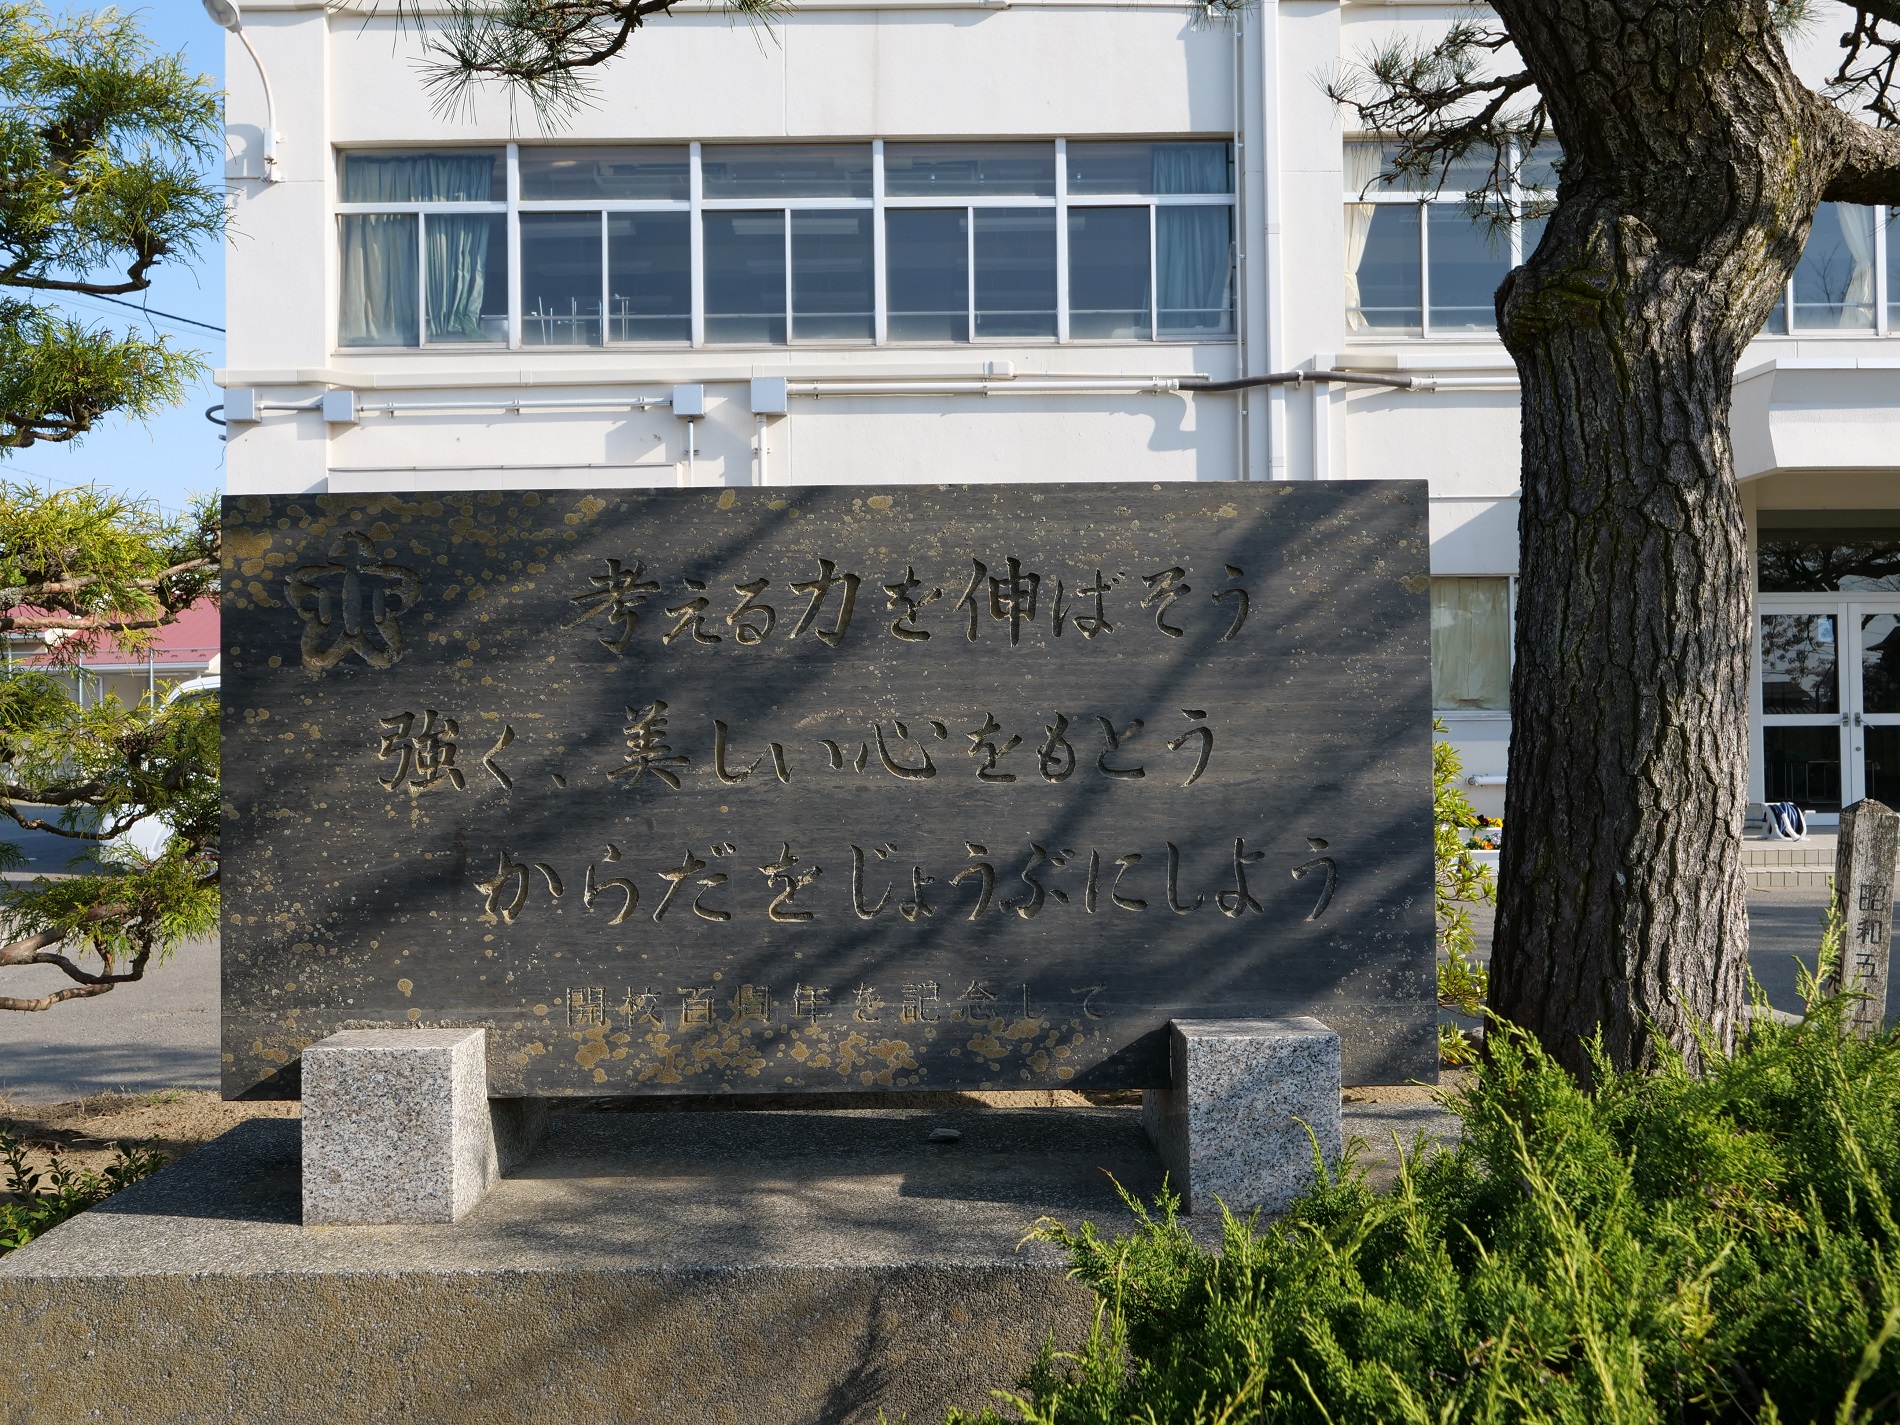 考える力を伸ばそう
強く、美しい心をもとう
からだをじょうぶにしよう
開校百周年を記念して
昭和五十